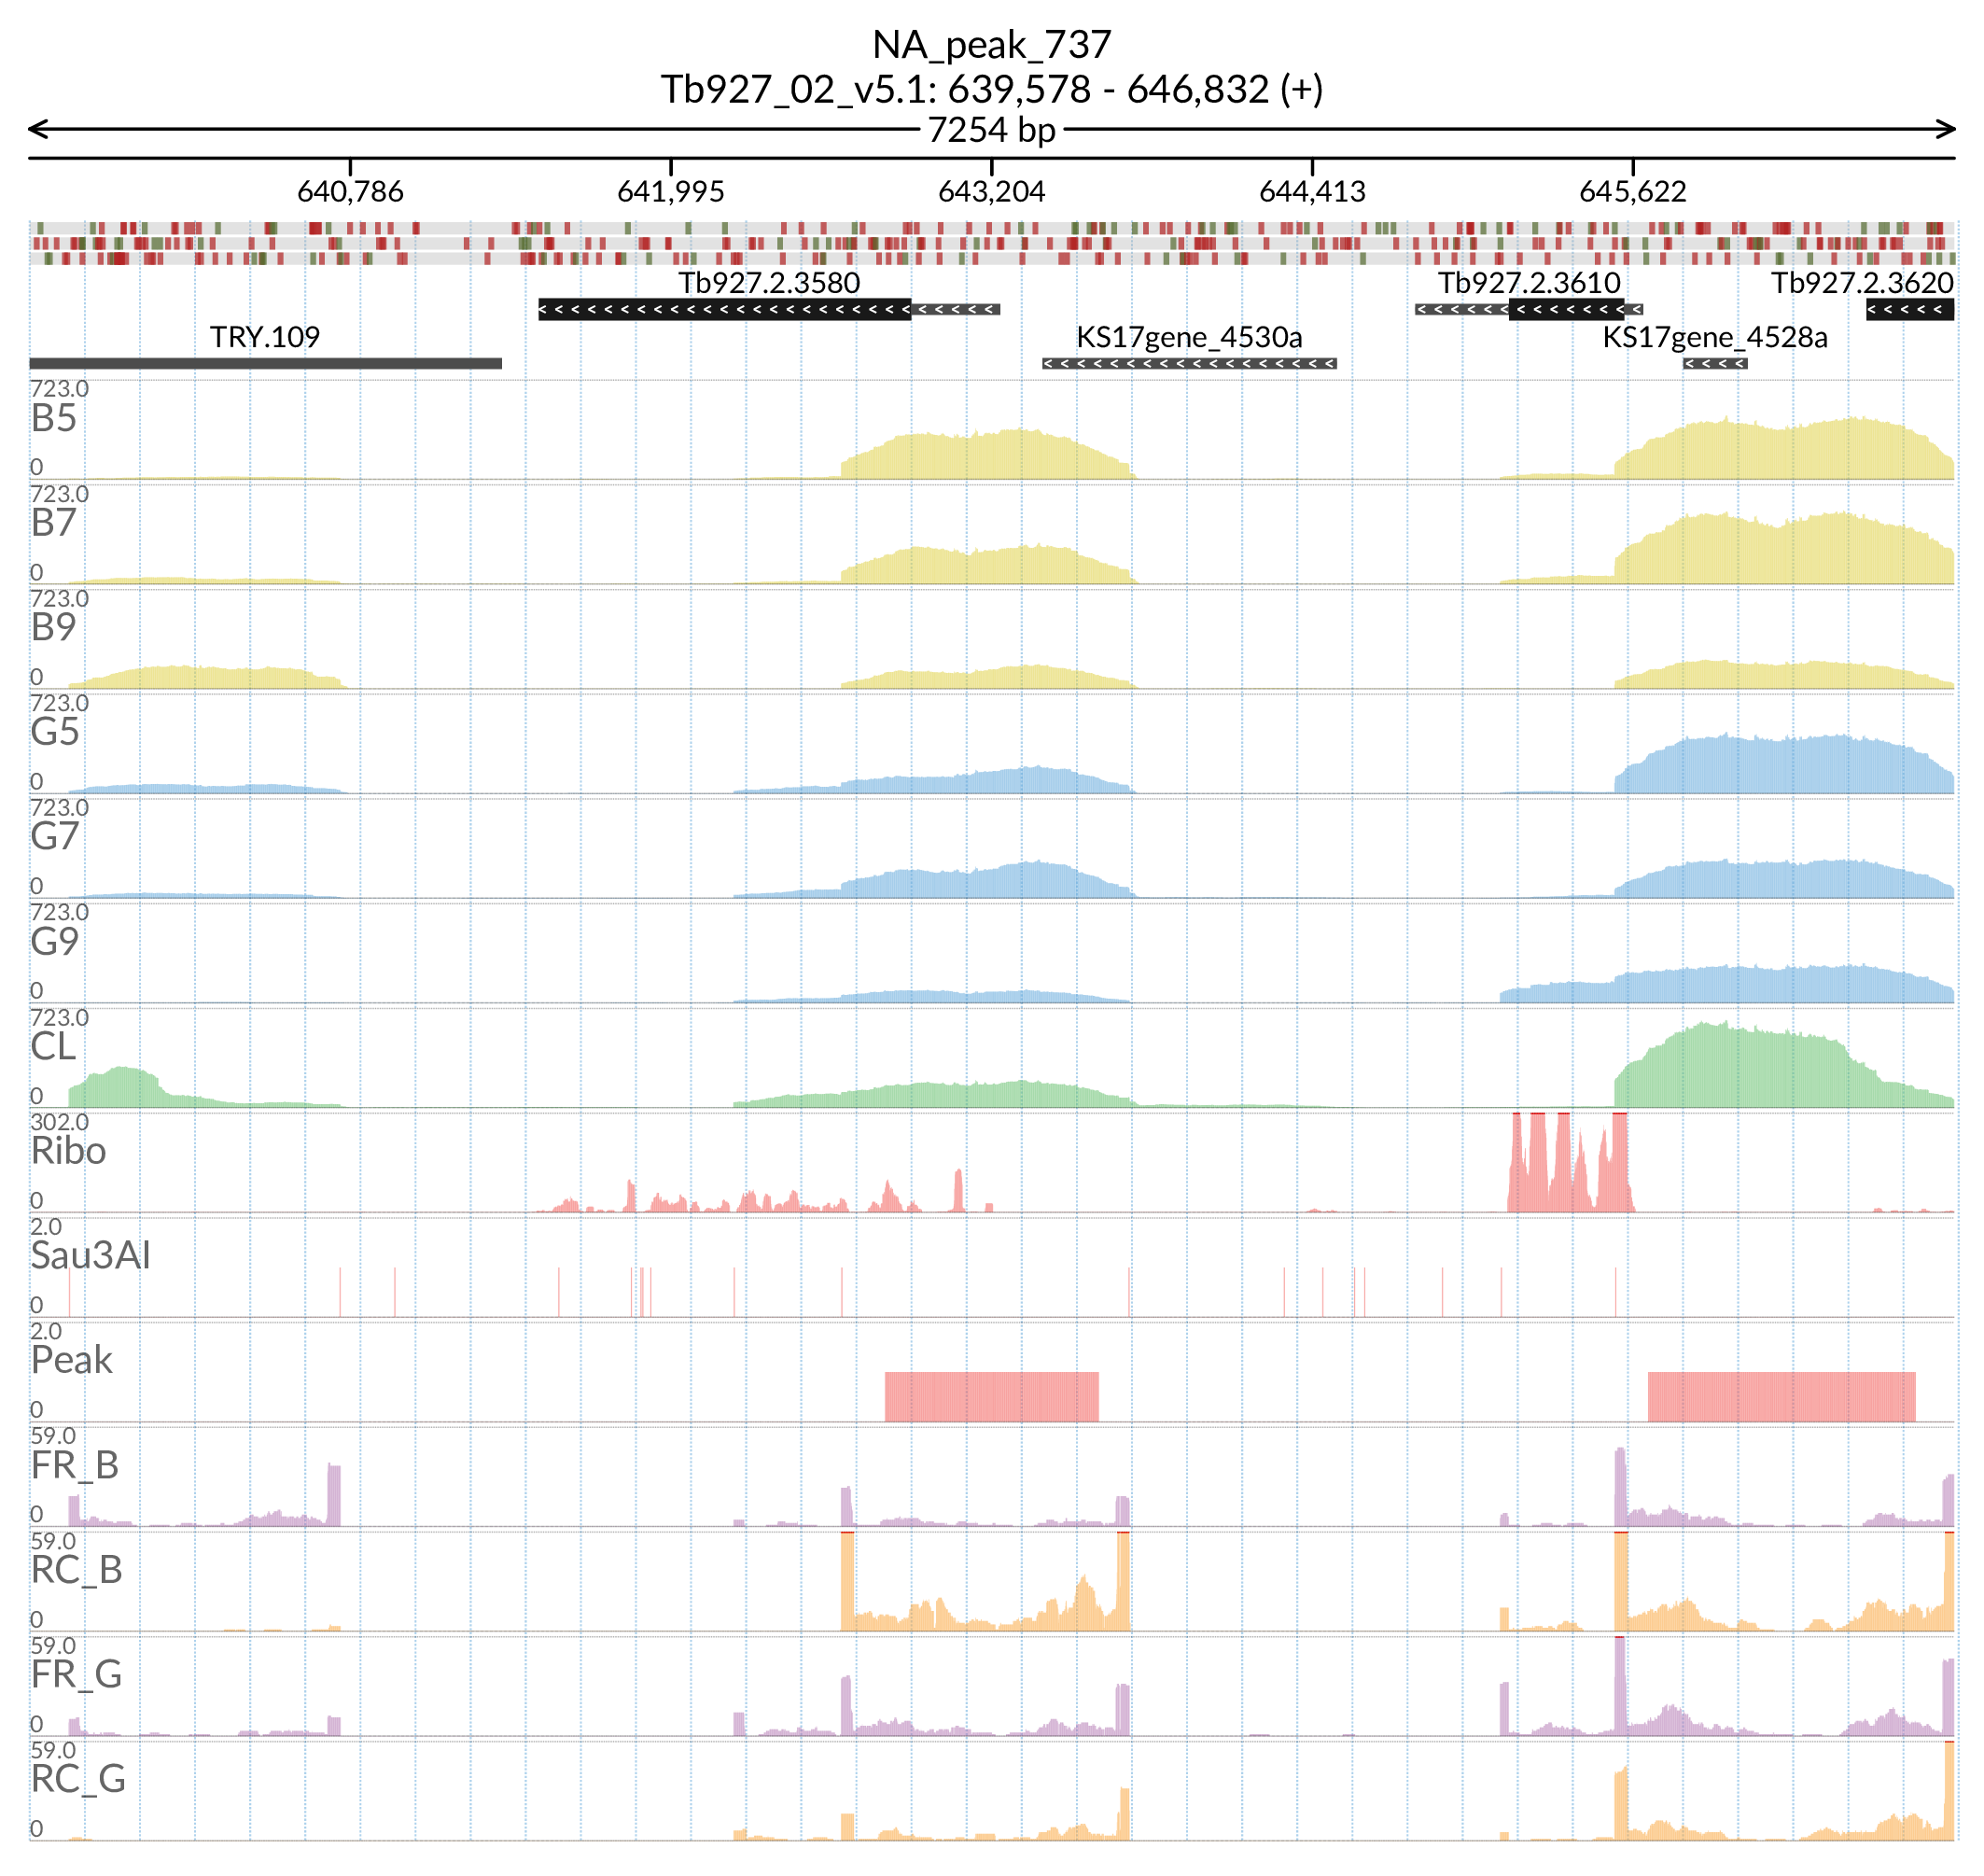 NA_peak_737
Tb927_02_v5.1: 639,578 - 646,832 (+)
7254 bp
640,786 641,995 643,204 644,413 645,622
Tb927.2.3580 Tb927.2.3610 Tb927.2.3620
TRY.109 KS17gene_4530a KS17gene_4528a
723.0
B5
0
723.0
B7
0
723.0
B9
0
723.0
G5
0
723.0
G7
0
723.0
G9
0
723.0
CL
0
302.0
Ribo
0
2.0
Sau3AI
0
2.0
Peak
0
59.0
FR_B
0
59.0
RC_B
0
59.0
FR_G
0
59.0
RC_G
0